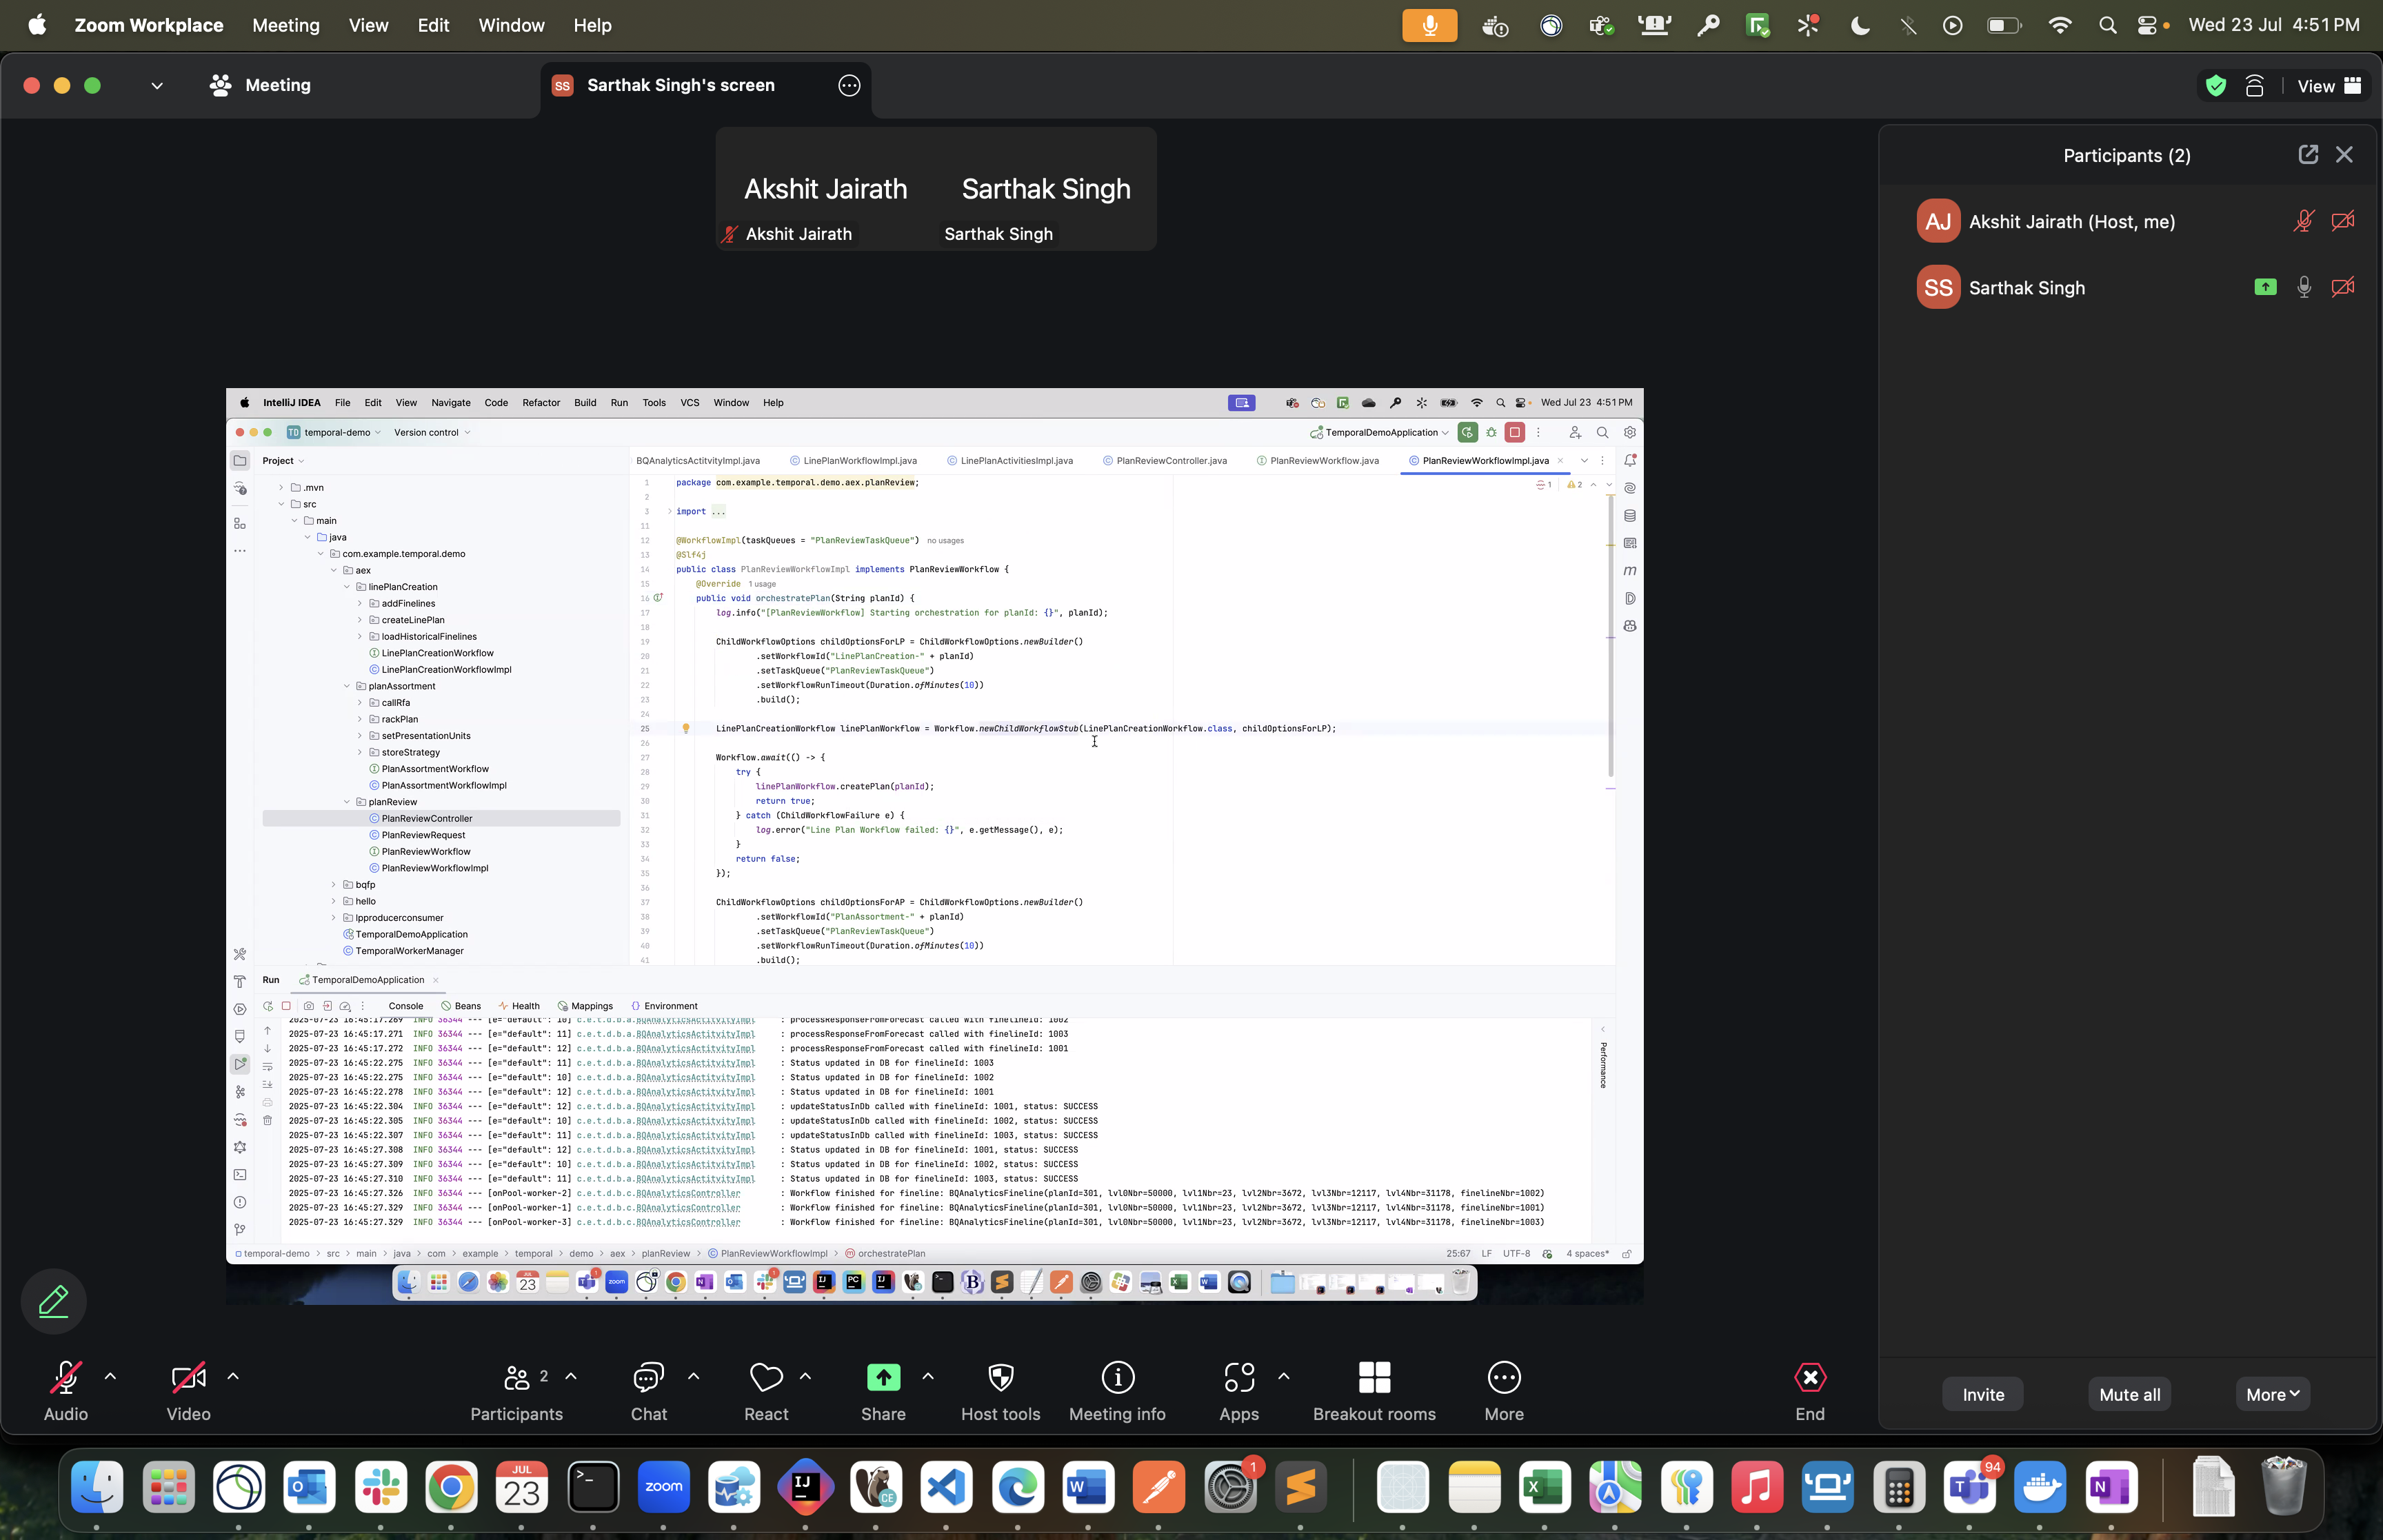 Zoom Workplace Meeting View Edit Window Help
Wed 23 Jul 4:51 PM
Meeting
SS Sarthak Singh's screen
View
Akshit Jairath Sarthak Singh
Akshit Jairath Sarthak Singh
Participants (2)
AJ Akshit Jairath (Host, me)
SS Sarthak Singh
IntelliJ IDEA File Edit View Navigate Code Refactor Build Run Tools VCS Window Help
Wed Jul 23 4:51 PM
TD temporal-demo Version control
TemporalDemoApplication
Project
BQAnalyticsActitvityImpl.java LinePlanWorkflowImpl.java LinePlanActivitiesImpl.java PlanReviewController.java PlanReviewWorkflow.java PlanReviewWorkflowImpl.java
.mvn
src
main
java
com.example.temporal.demo
aex
linePlanCreation
addFinelines
createLinePlan
loadHistoricalFinelines
LinePlanCreationWorkflow
LinePlanCreationWorkflowImpl
planAssortment
callRfa
rackPlan
setPresentationUnits
storeStrategy
PlanAssortmentWorkflow
PlanAssortmentWorkflowImpl
planReview
PlanReviewController
PlanReviewRequest
PlanReviewWorkflow
PlanReviewWorkflowImpl
bqfp
hello
lpproducerconsumer
TemporalDemoApplication
TemporalWorkerManager
1 package com.example.temporal.demo.aex.planReview;
1 2
2
3 import ...
11
12 @WorkflowImpl(taskQueues = "PlanReviewTaskQueue") no usages
13 @Slf4j
14 public class PlanReviewWorkflowImpl implements PlanReviewWorkflow {
15 @Override 1 usage
16 public void orchestratePlan(String planId) {
17 log.info("[PlanReviewWorkflow] Starting orchestration for planId: {}", planId);
18
19 ChildWorkflowOptions childOptionsForLP = ChildWorkflowOptions.newBuilder()
20 .setWorkflowId("LinePlanCreation-" + planId)
21 .setTaskQueue("PlanReviewTaskQueue")
22 .setWorkflowRunTimeout(Duration.ofMinutes(10))
23 .build();
24
25 LinePlanCreationWorkflow linePlanWorkflow = Workflow.newChildWorkflowStub(LinePlanCreationWorkflow.class, childOptionsForLP);
26
27 Workflow.await(() -> {
28 try {
29 linePlanWorkflow.createPlan(planId);
30 return true;
31 } catch (ChildWorkflowFailure e) {
32 log.error("Line Plan Workflow failed: {}", e.getMessage(), e);
33 }
34 return false;
35 });
36
37 ChildWorkflowOptions childOptionsForAP = ChildWorkflowOptions.newBuilder()
38 .setWorkflowId("PlanAssortment-" + planId)
39 .setTaskQueue("PlanReviewTaskQueue")
40 .setWorkflowRunTimeout(Duration.ofMinutes(10))
41 .build();
Run TemporalDemoApplication
Console Beans Health Mappings Environment
2025-07-23 16:45:17.269 INFO 36344 --- [e="default": 10] c.e.t.d.b.a.BQAnalyticsActitvityImpl : processResponseFromForecast called with finelineId: 1002
2025-07-23 16:45:17.271 INFO 36344 --- [e="default": 11] c.e.t.d.b.a.BQAnalyticsActitvityImpl : processResponseFromForecast called with finelineId: 1003
2025-07-23 16:45:17.272 INFO 36344 --- [e="default": 12] c.e.t.d.b.a.BQAnalyticsActitvityImpl : processResponseFromForecast called with finelineId: 1001
2025-07-23 16:45:22.275 INFO 36344 --- [e="default": 11] c.e.t.d.b.a.BQAnalyticsActitvityImpl : Status updated in DB for finelineId: 1003
2025-07-23 16:45:22.275 INFO 36344 --- [e="default": 10] c.e.t.d.b.a.BQAnalyticsActitvityImpl : Status updated in DB for finelineId: 1002
2025-07-23 16:45:22.278 INFO 36344 --- [e="default": 12] c.e.t.d.b.a.BQAnalyticsActitvityImpl : Status updated in DB for finelineId: 1001
2025-07-23 16:45:22.304 INFO 36344 --- [e="default": 12] c.e.t.d.b.a.BQAnalyticsActitvityImpl : updateStatusInDb called with finelineId: 1001, status: SUCCESS
2025-07-23 16:45:22.305 INFO 36344 --- [e="default": 10] c.e.t.d.b.a.BQAnalyticsActitvityImpl : updateStatusInDb called with finelineId: 1002, status: SUCCESS
2025-07-23 16:45:22.307 INFO 36344 --- [e="default": 11] c.e.t.d.b.a.BQAnalyticsActitvityImpl : updateStatusInDb called with finelineId: 1003, status: SUCCESS
2025-07-23 16:45:27.308 INFO 36344 --- [e="default": 12] c.e.t.d.b.a.BQAnalyticsActitvityImpl : Status updated in DB for finelineId: 1001, status: SUCCESS
2025-07-23 16:45:27.309 INFO 36344 --- [e="default": 10] c.e.t.d.b.a.BQAnalyticsActitvityImpl : Status updated in DB for finelineId: 1002, status: SUCCESS
2025-07-23 16:45:27.310 INFO 36344 --- [e="default": 11] c.e.t.d.b.a.BQAnalyticsActitvityImpl : Status updated in DB for finelineId: 1003, status: SUCCESS
2025-07-23 16:45:27.326 INFO 36344 --- [onPool-worker-2] c.e.t.d.b.c.BQAnalyticsController : Workflow finished for fineline: BQAnalyticsFineline(planId=301, lvl0Nbr=50000, lvl1Nbr=23, lvl2Nbr=3672, lvl3Nbr=12117, lvl4Nbr=31178, finelineNbr=1002)
2025-07-23 16:45:27.329 INFO 36344 --- [onPool-worker-1] c.e.t.d.b.c.BQAnalyticsController : Workflow finished for fineline: BQAnalyticsFineline(planId=301, lvl0Nbr=50000, lvl1Nbr=23, lvl2Nbr=3672, lvl3Nbr=12117, lvl4Nbr=31178, finelineNbr=1001)
2025-07-23 16:45:27.329 INFO 36344 --- [onPool-worker-3] c.e.t.d.b.c.BQAnalyticsController : Workflow finished for fineline: BQAnalyticsFineline(planId=301, lvl0Nbr=50000, lvl1Nbr=23, lvl2Nbr=3672, lvl3Nbr=12117, lvl4Nbr=31178, finelineNbr=1003)
Performance
temporal-demo > src > main > java > com > example > temporal > demo > aex > planReview > PlanReviewWorkflowImpl > orchestratePlan
25:67 LF UTF-8 4 spaces*
Audio Video Participants 2 Chat React Share Host tools Meeting info Apps Breakout rooms More End
Invite Mute all More
JUL 23 zoom IJ CE W 1 X T 94 N